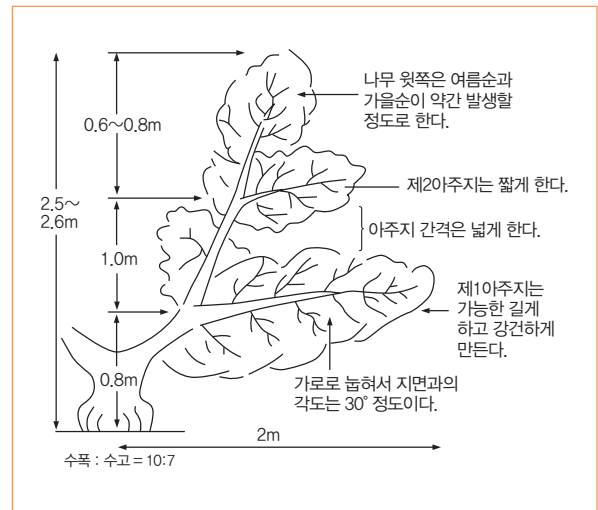 나무 윗쪽은 여름순과
가을순이 약간 발생할
정도로 한다.
0.6~0.8m
제2아주지는 짧게 한다.
2.5~
2.6m
아주지 간격은 넓게 한다.
1.0m
제1아주지는
가능한 길게
하고 강건하게
만든다.
0.8m
가로로 눕혀서 지면과의
각도는 30° 정도이다.
2m
수폭 : 수고 = 10:7